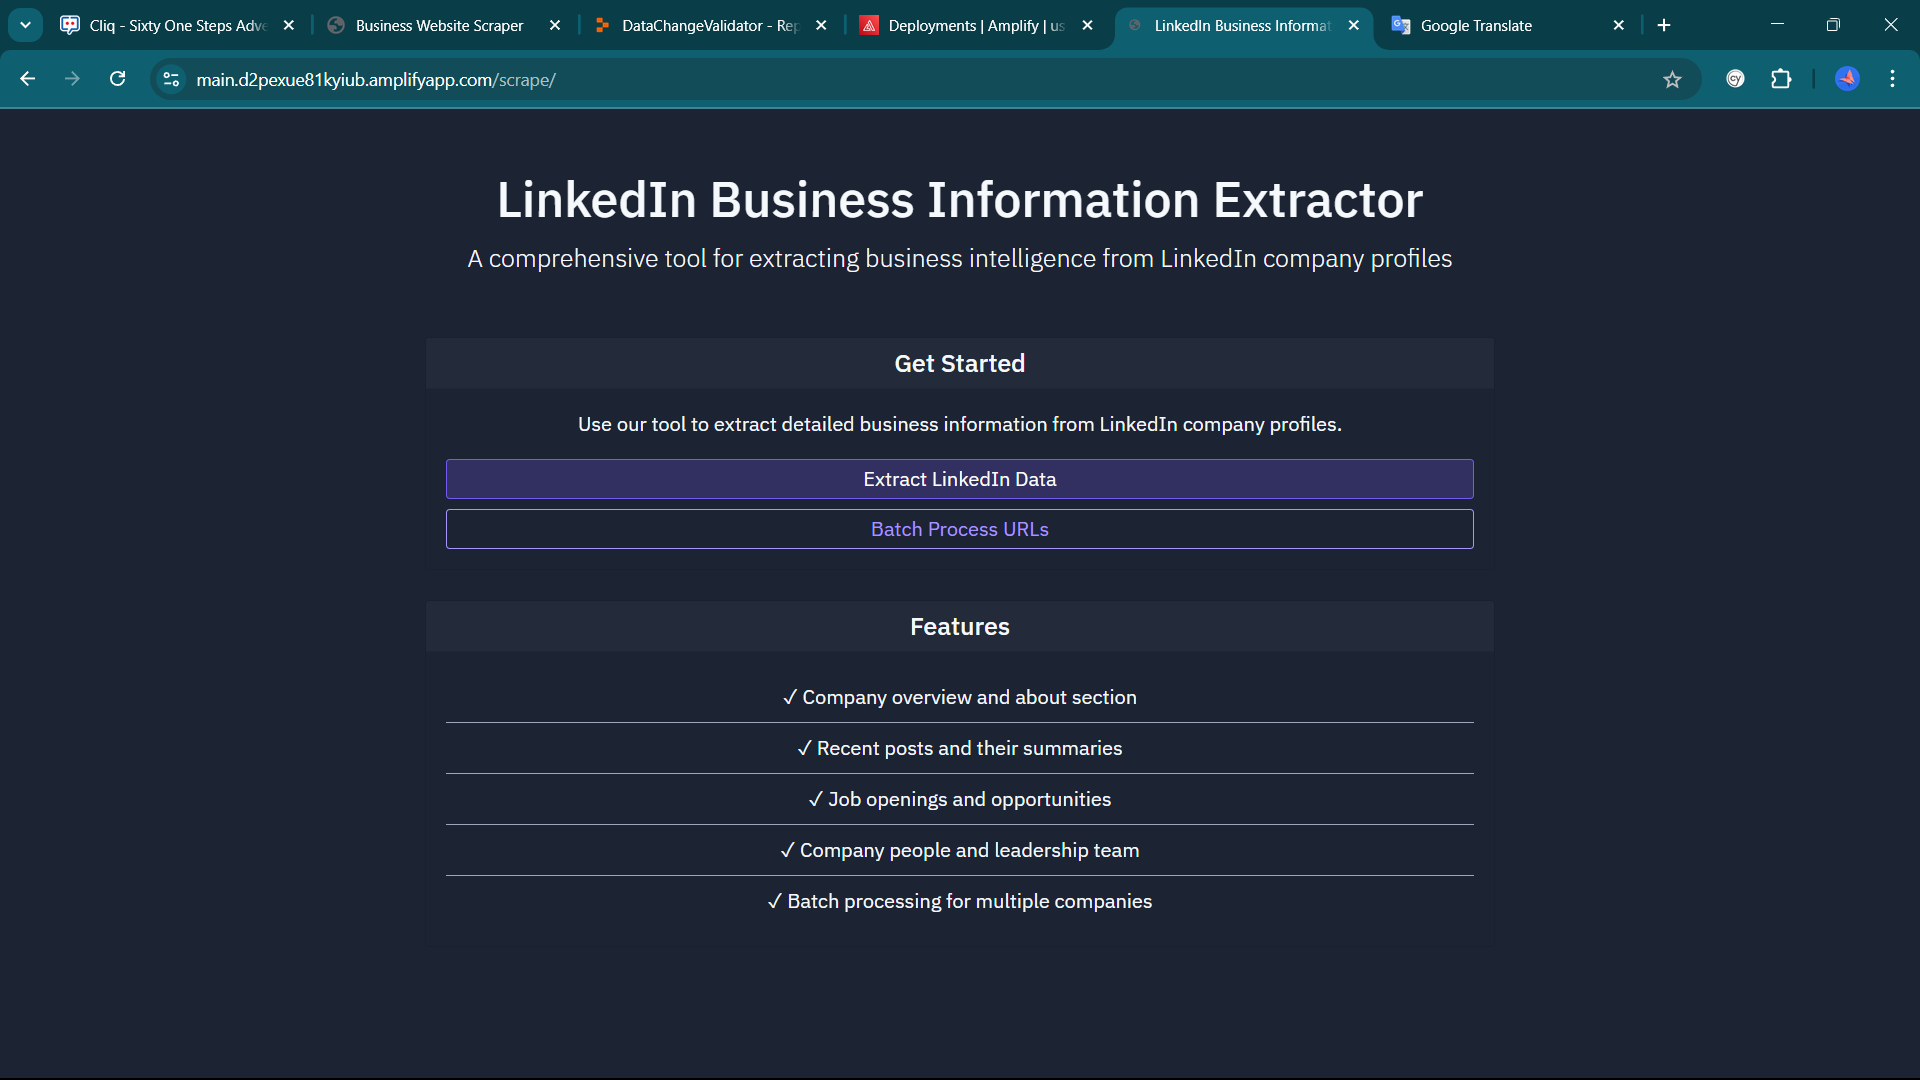 Cliq - Sixty One Steps Adve
Business Website Scraper
DataChangeValidator - Rep
Deployments | Amplify | us
LinkedIn Business Informat
Google Translate
main.d2pexue81kyiub.amplifyapp.com/scrape/
CY
LinkedIn Business Information Extractor
A comprehensive tool for extracting business intelligence from LinkedIn company profiles
Get Started
Use our tool to extract detailed business information from LinkedIn company profiles.
Extract LinkedIn Data
Batch Process URLs
Features
✓ Company overview and about section
✓ Recent posts and their summaries
✓ Job openings and opportunities
✓ Company people and leadership team
✓ Batch processing for multiple companies